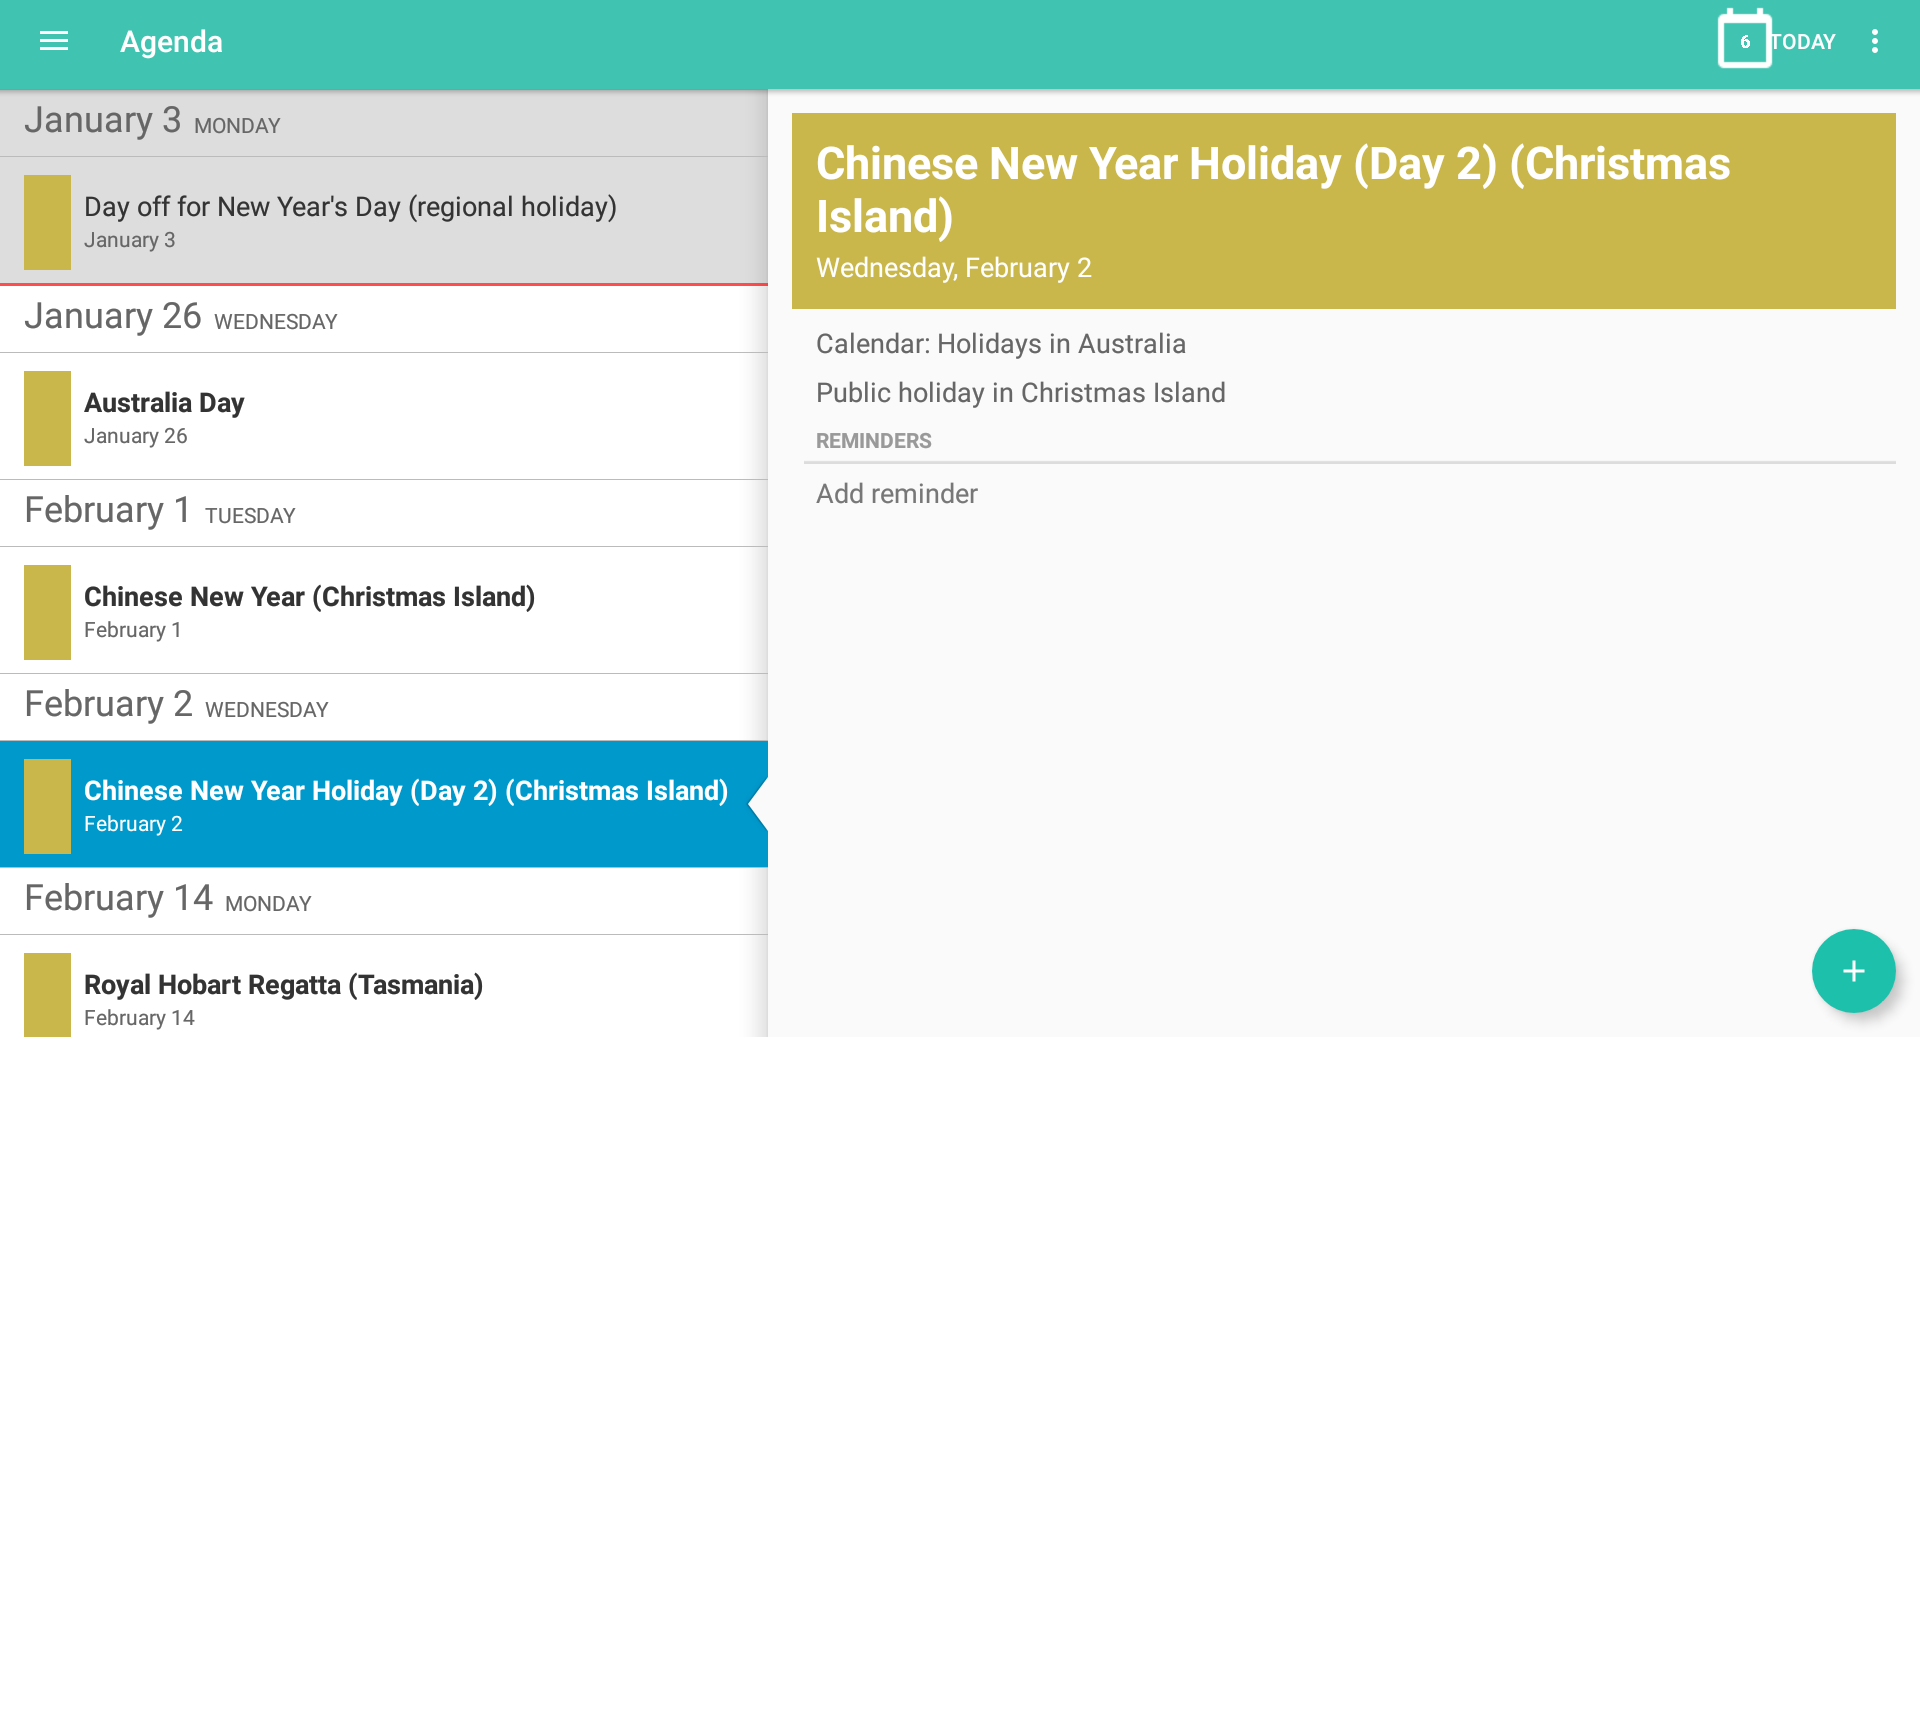 Agenda
6 TODAY
January 3 MONDAY
Day off for New Year's Day (regional holiday)
January 3
January 26 WEDNESDAY
Australia Day
January 26
February 1 TUESDAY
Chinese New Year (Christmas Island)
February 1
February 2 WEDNESDAY
Chinese New Year Holiday (Day 2) (Christmas Island)
February 2
February 14 MONDAY
Royal Hobart Regatta (Tasmania)
February 14
Chinese New Year Holiday (Day 2) (Christmas
Island)
Wednesday, February 2
Calendar: Holidays in Australia
Public holiday in Christmas Island
REMINDERS
Add reminder